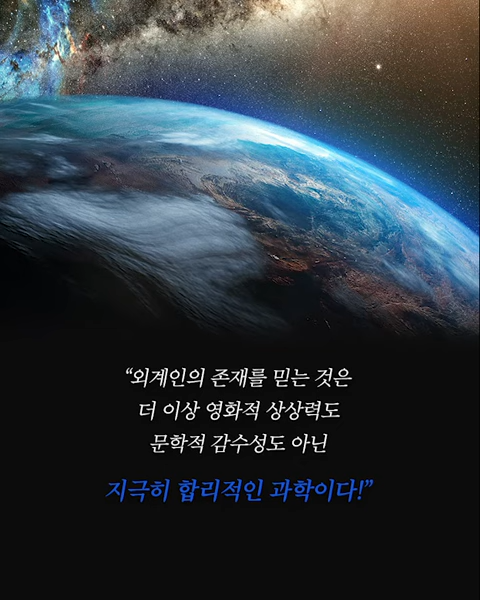 “외계인의 존재를 믿는 것은
더 이상 영화적 상상력도
문학적 감수성도 아닌
지극히 합리적인 과학이다!”